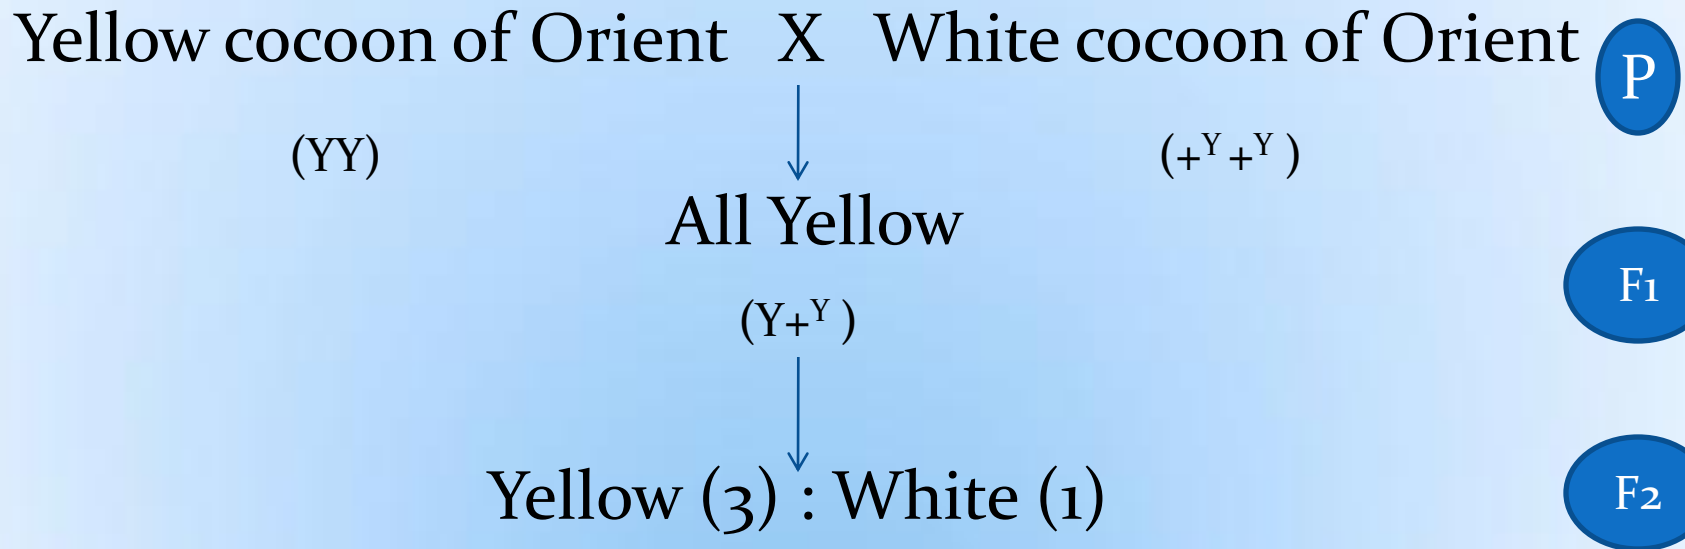 Yellow cocoon of Orient X White cocoon of Orient
P
(YY)
(+ʸ +ʸ )
All Yellow
F1
(Y+ʸ )
Yellow (3) : White (1)
F2